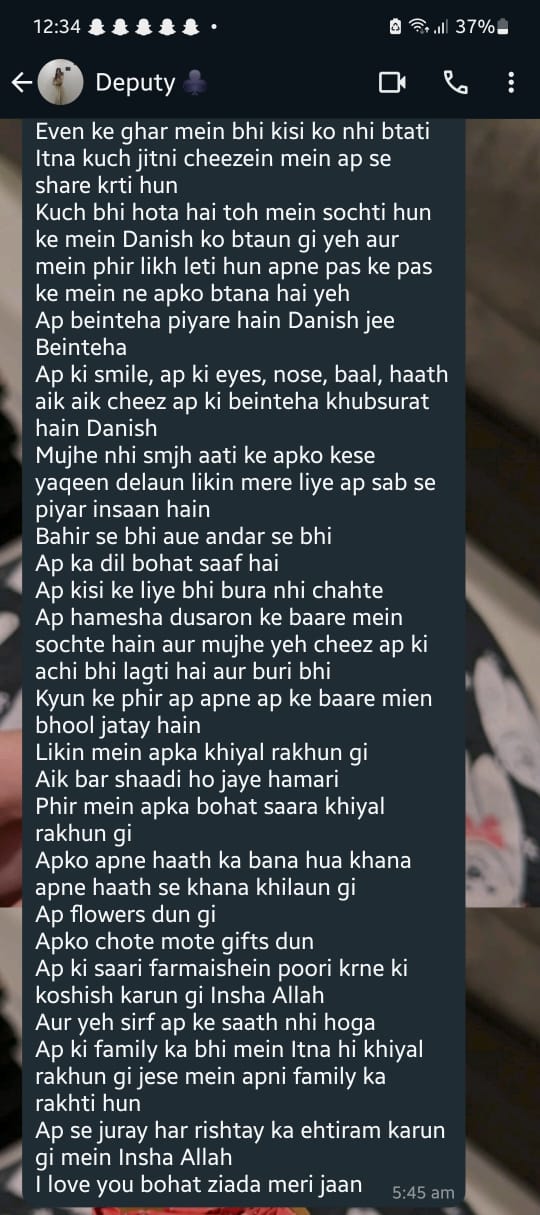 12:34
37%
Deputy
Even ke ghar mein bhi kisi ko nhi btati
Itna kuch jitni cheezein mein ap se
share krti hun
Kuch bhi hota hai toh mein sochti hun
ke mein Danish ko btaun gi yeh aur
mein phir likh leti hun apne pas ke pas
ke mein ne apko btana hai yeh
Ap beinteha piyare hain Danish jee
Beinteha
Ap ki smile, ap ki eyes, nose, baal, haath
aik aik cheez ap ki beinteha khubsurat
hain Danish
Mujhe nhi smjh aati ke apko kese
yaqeen delaun likin mere liye ap sab se
piyar insaan hain
Bahir se bhi aue andar se bhi
Ap ka dil bohat saaf hai
Ap kisi ke liye bhi bura nhi chahte
Ap hamesha dusaron ke baare mein
sochte hain aur mujhe yeh cheez ap ki
achi bhi lagti hai aur buri bhi
Kyun ke phir ap apne ap ke baare mien
bhool jatay hain
Likin mein apka khiyal rakhun gi
Aik bar shaadi ho jaye hamari
Phir mein apka bohat saara khiyal
rakhun gi
Apko apne haath ka bana hua khana
apne haath se khana khilaun gi
Ap flowers dun gi
Apko chote mote gifts dun
Ap ki saari farmaishein poori krne ki
koshish karun gi Insha Allah
Aur yeh sirf ap ke saath nhi hoga
Ap ki family ka bhi mein Itna hi khiyal
rakhun gi jese mein apni family ka
rakhti hun
Ap se juray har rishtay ka ehtiram karun
gi mein Insha Allah
I love you bohat ziada meri jaan
5:45 am